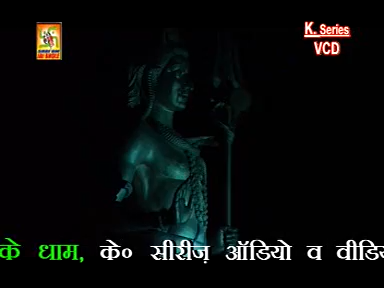 K. Series
VCD
के धाम, के० सीरीज़ ऑडियो व